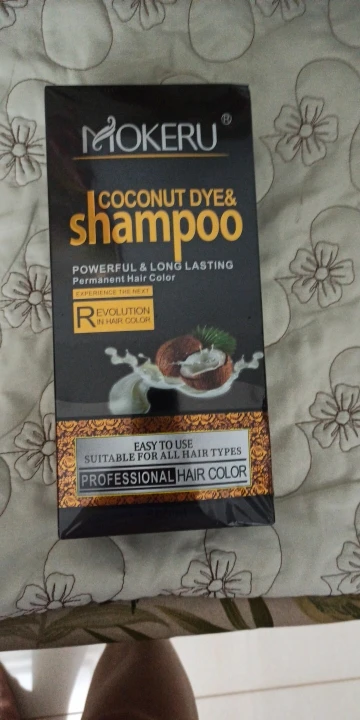 MOKERU®
COCONUT DYE&
shampoo
POWERFUL & LONG LASTING
Permanent Hair Color
EXPERIENCE THE NEXT
REVOLUTION
IN HAIR COLOR
EASY TO USE
SUITABLE FOR ALL HAIR TYPES
PROFESSIONAL HAIR COLOR